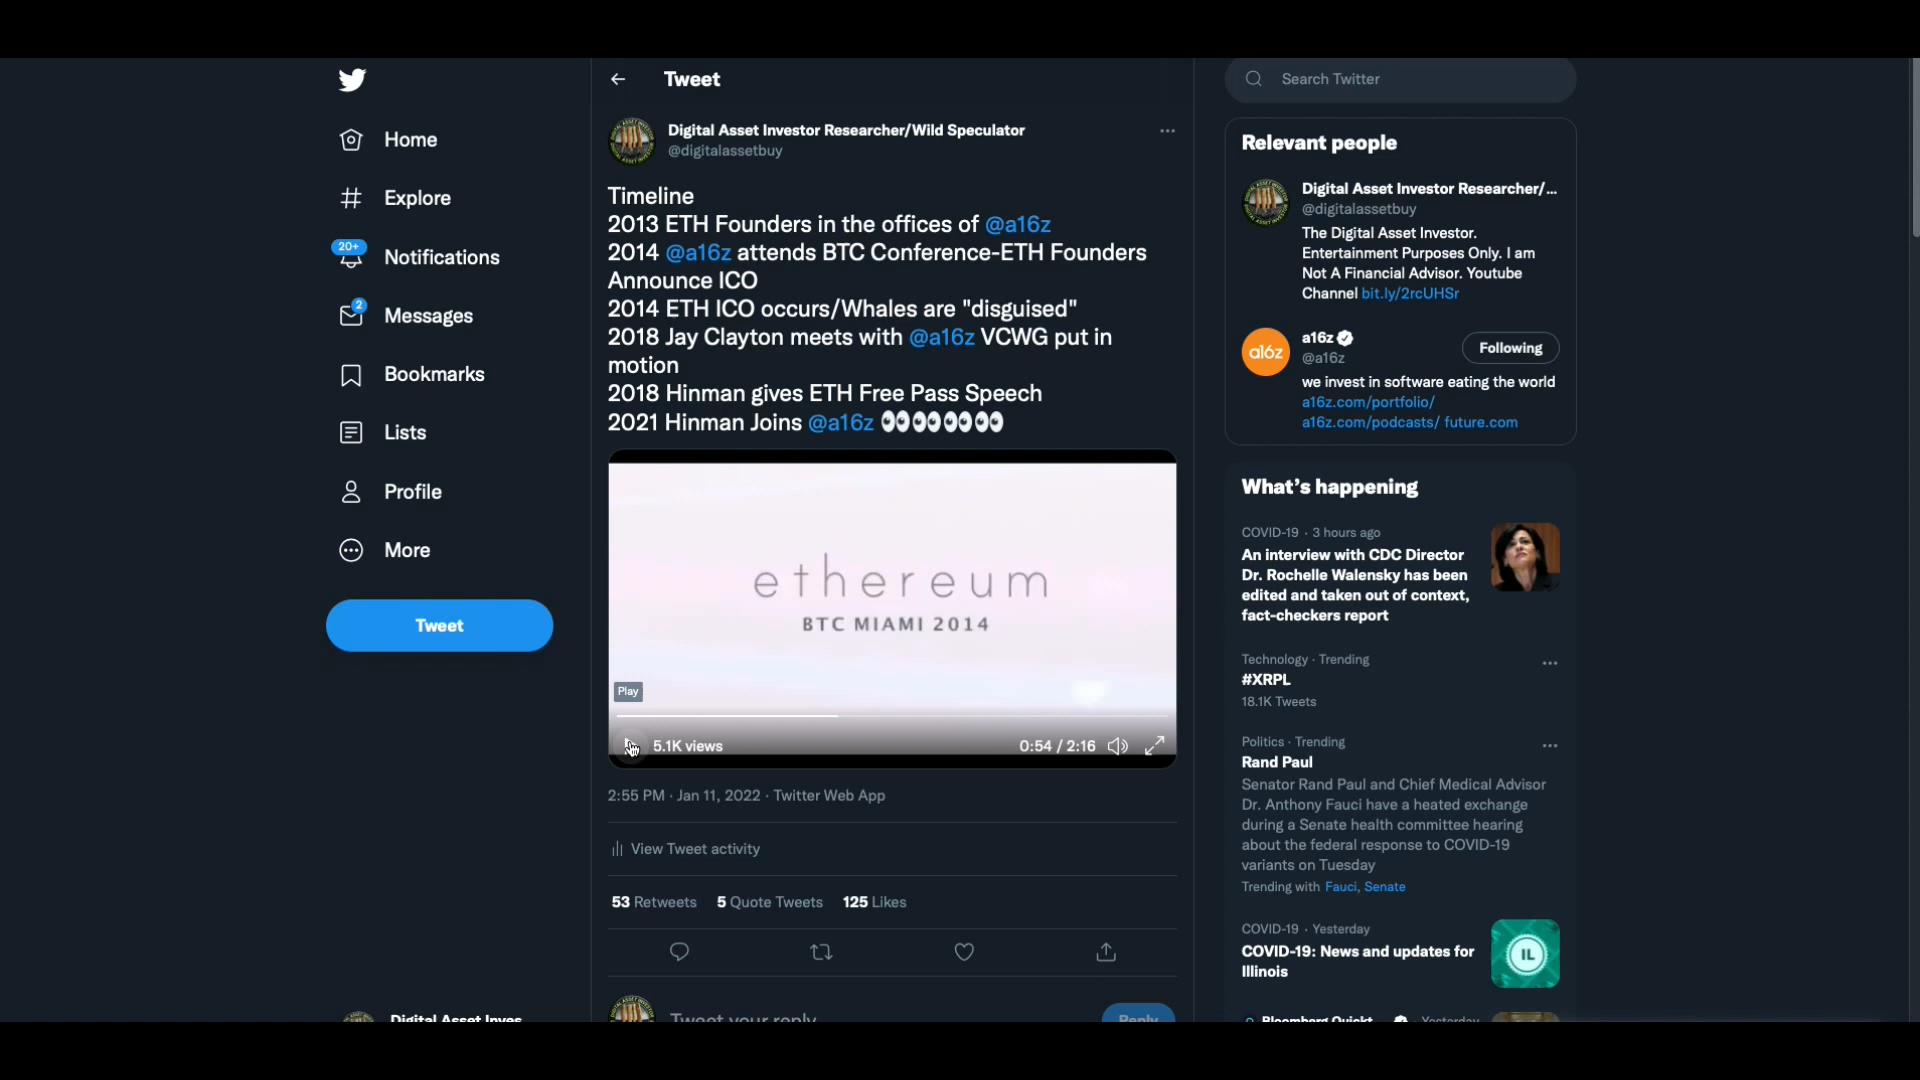 Home
Explore
20+
Notifications
2
Messages
Bookmarks
Lists
Profile
More
Tweet
Digital Asset Inves
Tweet
Digital Asset Investor Researcher/Wild Speculator
@digitalassetbuy
Timeline
2013 ETH Founders in the offices of @a16z
2014 @a16z attends BTC Conference-ETH Founders
Announce ICO
2014 ETH ICO occurs/Whales are "disguised"
2018 Jay Clayton meets with @a16z VCWG put in
motion
2018 Hinman gives ETH Free Pass Speech
2021 Hinman Joins @a16z 👀👀👀👀
ethereum
BTC MIAMI 2014
Play
5.1K views
0:54 / 2:16
2:55 PM · Jan 11, 2022 · Twitter Web App
View Tweet activity
53 Retweets 5 Quote Tweets 125 Likes
Tweet your reply
Reply
Search Twitter
Relevant people
Digital Asset Investor Researcher/...
@digitalassetbuy
The Digital Asset Investor.
Entertainment Purposes Only. I am
Not A Financial Advisor. Youtube
Channel bit.ly/2rcUHSr
a16z
a16z
@a16z
Following
we invest in software eating the world
a16z.com/portfolio/
a16z.com/podcasts/ future.com
What's happening
COVID-19 · 3 hours ago
An interview with CDC Director
Dr. Rochelle Walensky has been
edited and taken out of context,
fact-checkers report
Technology · Trending
#XRPL
18.1K Tweets
Politics · Trending
Rand Paul
Senator Rand Paul and Chief Medical Advisor
Dr. Anthony Fauci have a heated exchange
during a Senate health committee hearing
about the federal response to COVID-19
variants on Tuesday
Trending with Fauci, Senate
COVID-19 · Yesterday
COVID-19: News and updates for
Illinois
IL
Bloomberg Quickt Yesterday